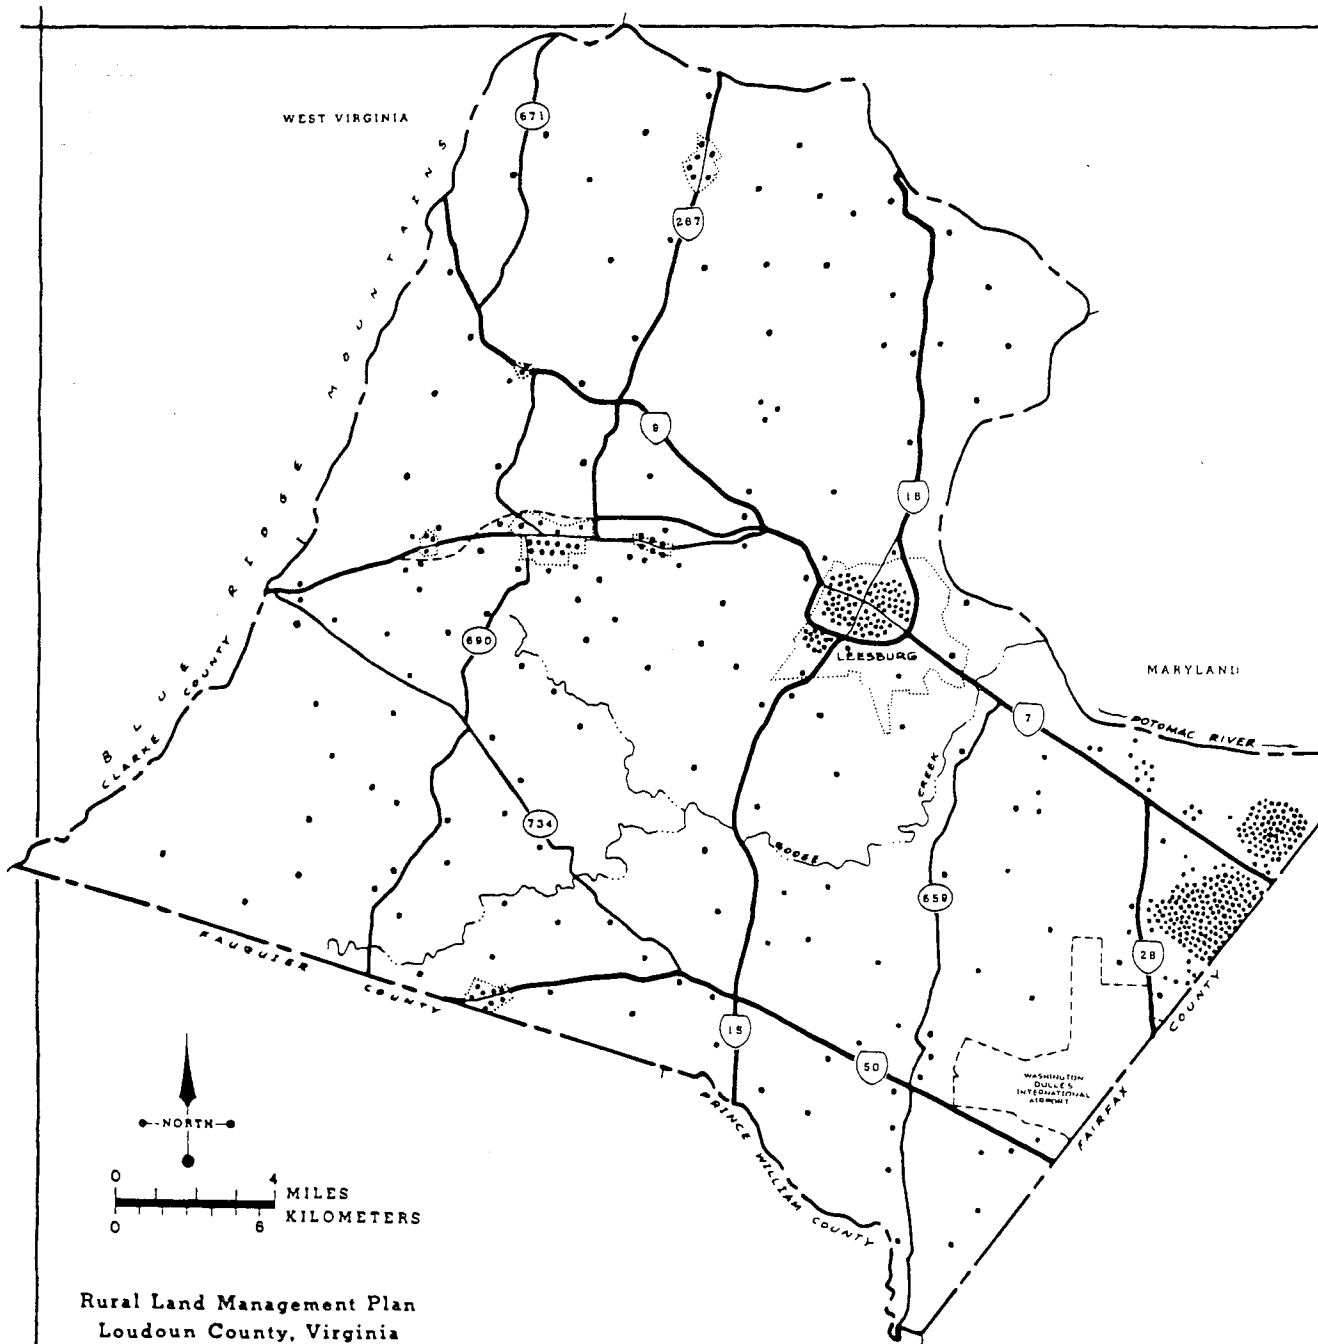 WEST VIRGINIA
671
287
BLUE RIDGE MOUNTAINS
9
15
690
LEESBURG
MARYLAND
7
POTOMAC RIVER
CLARKE COUNTY
CREEK
734
GOOSE
659
28
FAUQUIER COUNTY
15
50
WASHINGTON
DULLES
INTERNATIONAL
AIRPORT
FAIRFAX COUNTY
PRINCE WILLIAM COUNTY
NORTH
0 4
MILES
KILOMETERS
0 6
Rural Land Management Plan
Loudoun County, Virginia